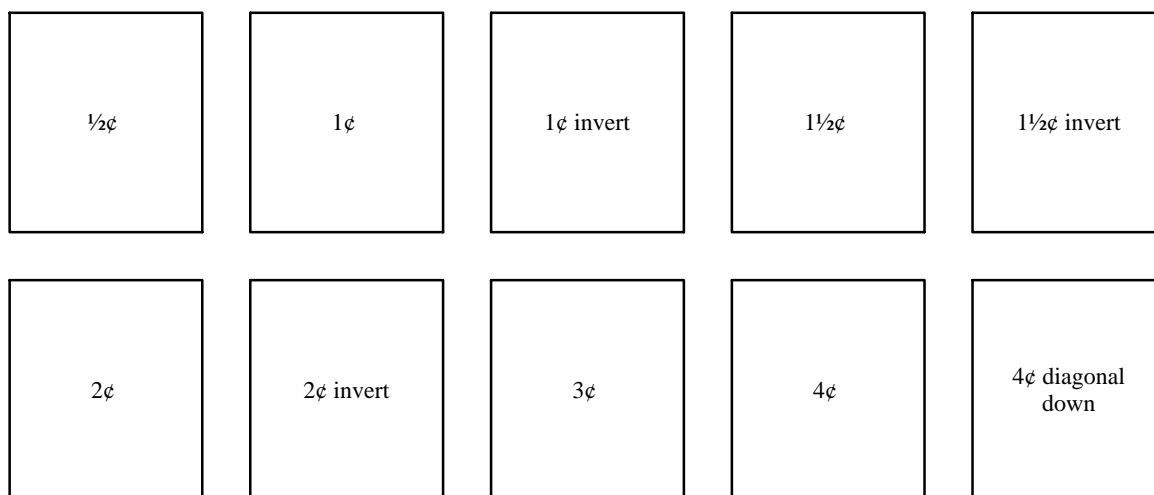 ½¢
1¢
1¢ invert
1½¢
1½¢ invert
2¢
2¢ invert
3¢
4¢
4¢ diagonal
down